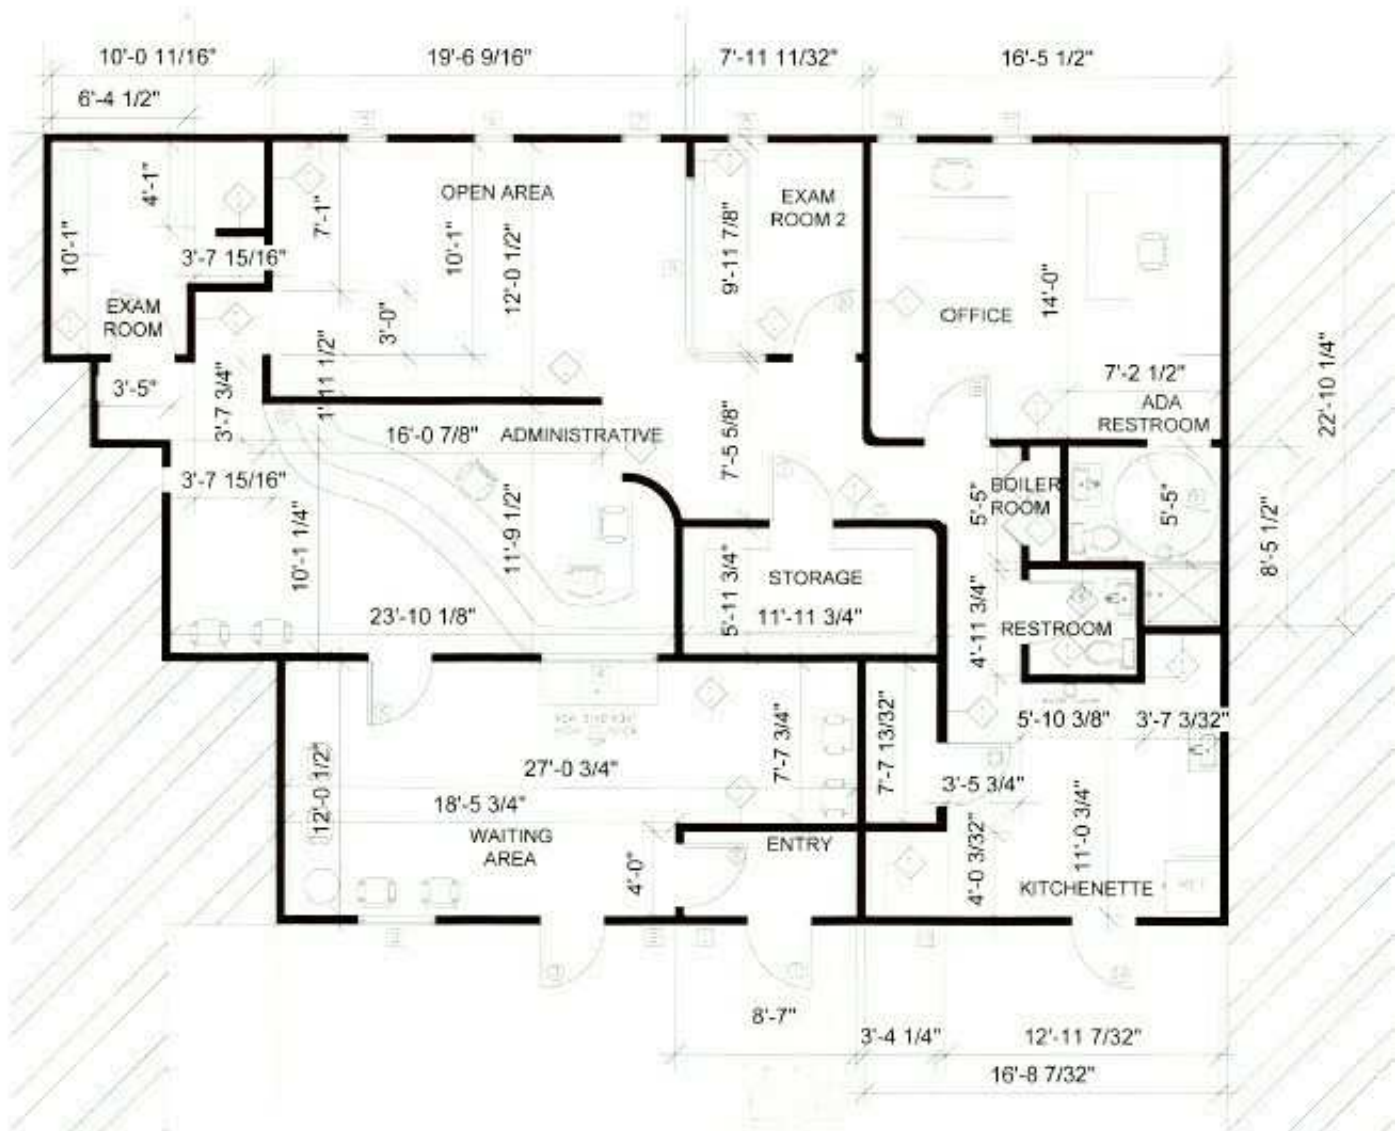 10'-0 11/16"
19'-6 9/16"
7'-11 11/32"
16'-5 1/2"
6'-4 1/2"
4'-1"
10'-1"
3'-7 15/16"
EXAM
ROOM
7'-1"
OPEN AREA
10'-1"
12'-0 1/2"
3'-0"
1'-11 1/2"
9'-11 7/8"
EXAM
ROOM 2
OFFICE
14'-0"
7'-2 1/2"
ADA
RESTROOM
22'-10 1/4"
3'-5"
3'-7 3/4"
16'-0 7/8"
ADMINISTRATIVE
7'-5 5/8"
3'-7 15/16"
10'-1 1/4"
11'-9 1/2"
5'-5"
BOILER
ROOM
5'-5"
8'-5 1/2"
STORAGE
5'-11 3/4"
11'-11 3/4"
23'-10 1/8"
4'-11 3/4"
RESTROOM
5'-10 3/8"
3'-7 3/32"
12'-0 1/2"
27'-0 3/4"
7'-7 3/4"
7'-7 13/32"
3'-5 3/4"
18'-5 3/4"
WAITING
AREA
4'-0"
ENTRY
4'-0 3/32"
11'-0 3/4"
KITCHENETTE
8'-7"
3'-4 1/4"
12'-11 7/32"
16'-8 7/32"